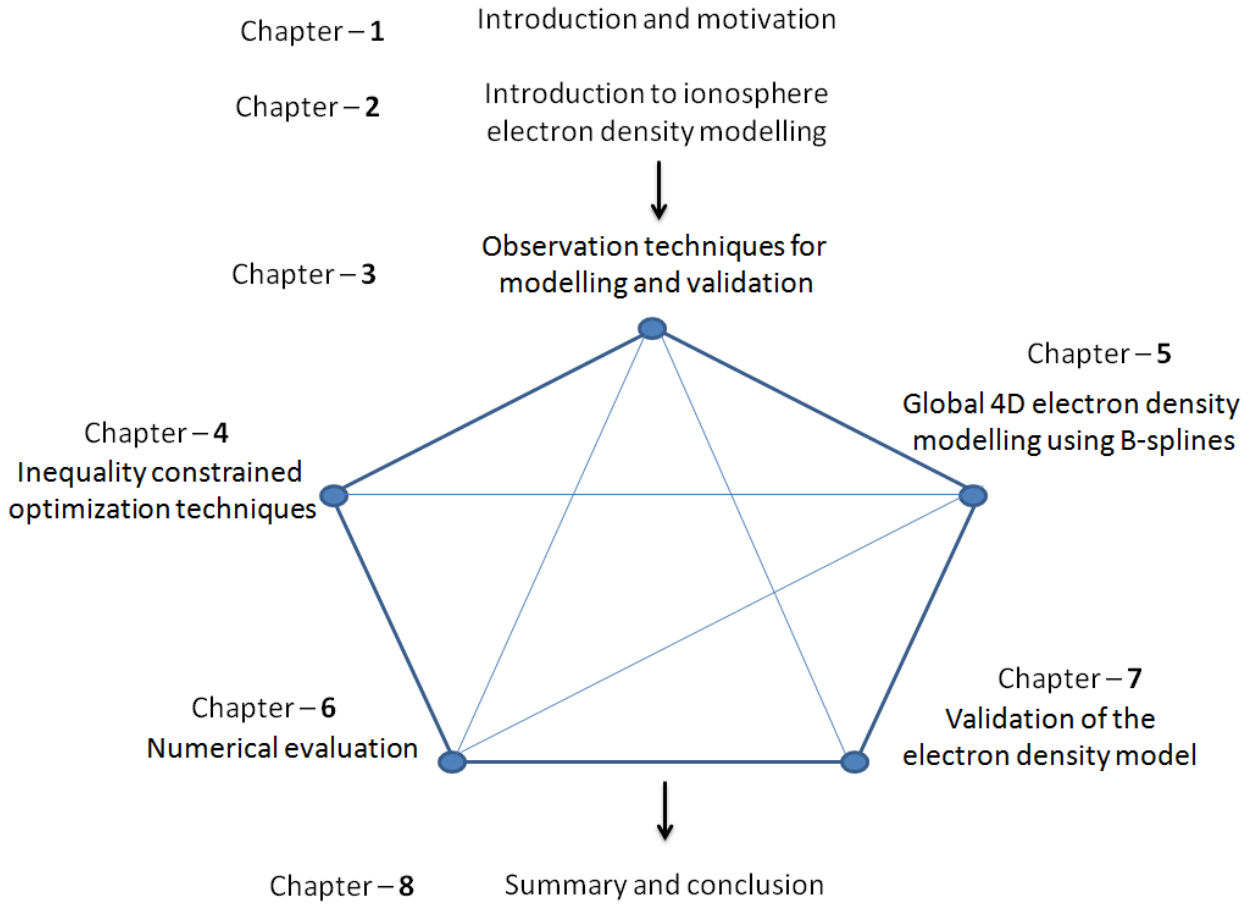 Chapter – 1
Introduction and motivation
Chapter – 2
Introduction to ionosphere
electron density modelling
Chapter – 3
Observation techniques for
modelling and validation
Chapter – 5
Global 4D electron density
modelling using B-splines
Chapter – 4
Inequality constrained
optimization techniques
Chapter – 6
Numerical evaluation
Chapter – 7
Validation of the
electron density model
Chapter – 8
Summary and conclusion